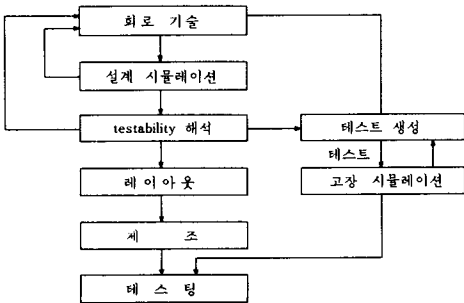 회로 기술
설계 시뮬레이션
testability 해석
테스트 생성
테스트
레이아웃
고장 시뮬레이션
제 조
테스팅